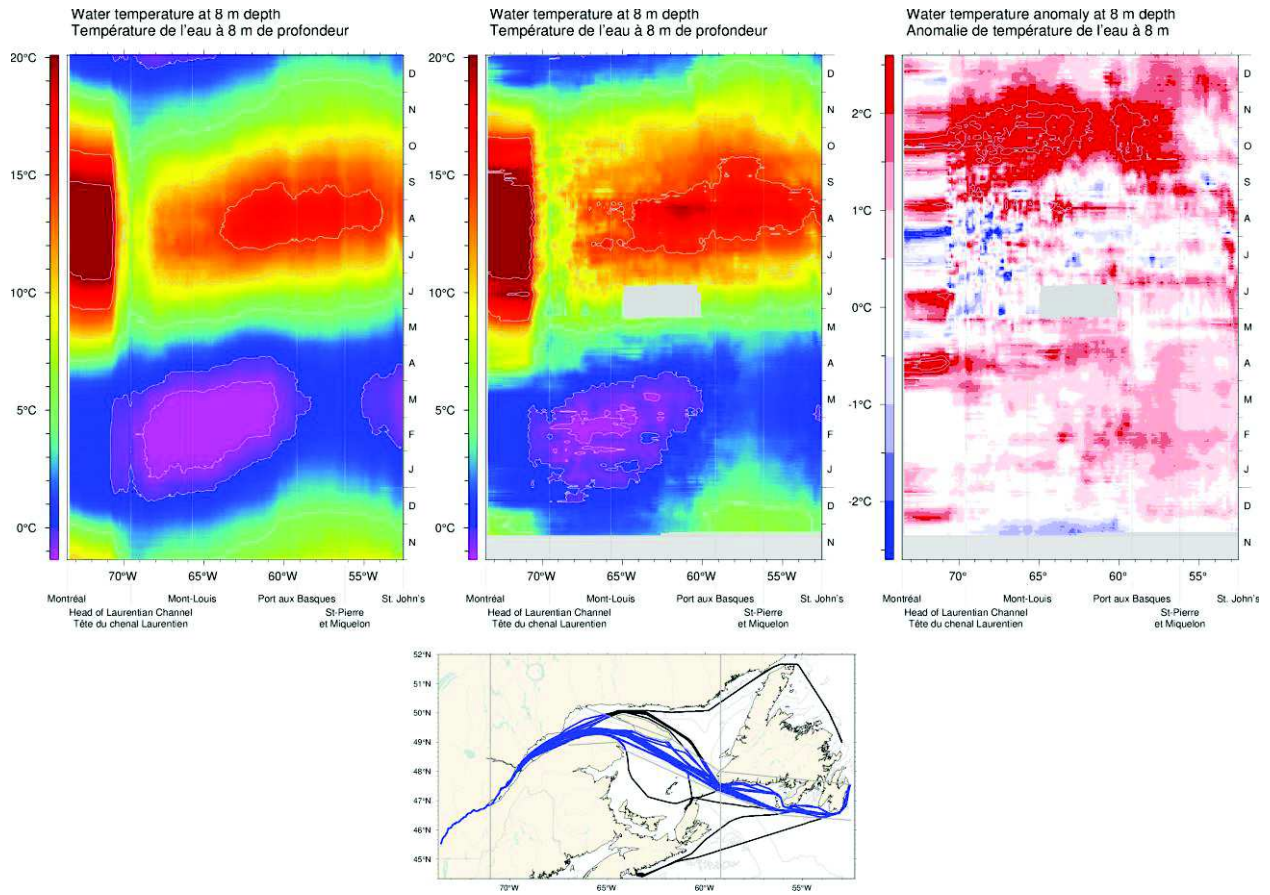 Water temperature at 8 m depth
Température de l'eau à 8 m de profondeur
20°C
15°C
10°C
5°C
0°C
D
N
O
S
A
J
J
M
A
M
F
J
D
N
70°W
65°W
60°W
55°W
Montréal Mont-Louis Port aux Basques St. John's
Head of Laurentian Channel St-Pierre
Tête du chenal Laurentien et Miquelon
Water temperature at 8 m depth
Température de l'eau à 8 m de profondeur
20°C
15°C
10°C
5°C
0°C
D
N
O
S
A
J
J
M
A
M
F
J
D
N
70°W
65°W
60°W
55°W
Montréal Mont-Louis Port aux Basques St. John's
Head of Laurentian Channel St-Pierre
Tête du chenal Laurentien et Miquelon
Water temperature anomaly at 8 m depth
Anomalie de température de l'eau à 8 m
2°C
1°C
0°C
-1°C
-2°C
D
N
O
S
A
J
J
M
A
M
F
J
D
N
70°
65°W
60°
55°W
Montréal Mont-Louis Port aux Basques St. John's
Head of Laurentian Channel St-Pierre
Tête du chenal Laurentien et Miquelon
52°N
51°N
50°N
49°N
48°N
47°N
46°N
45°N
70°W
65°W
60°W
55°W